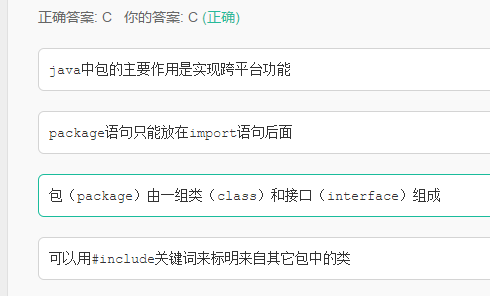 正确答案: C 你的答案: C (正确)
java中包的主要作用是实现跨平台功能
package语句只能放在import语句后面
包（package）由一组类（class）和接口（interface）组成
可以用#include关键词来标明来自其它包中的类